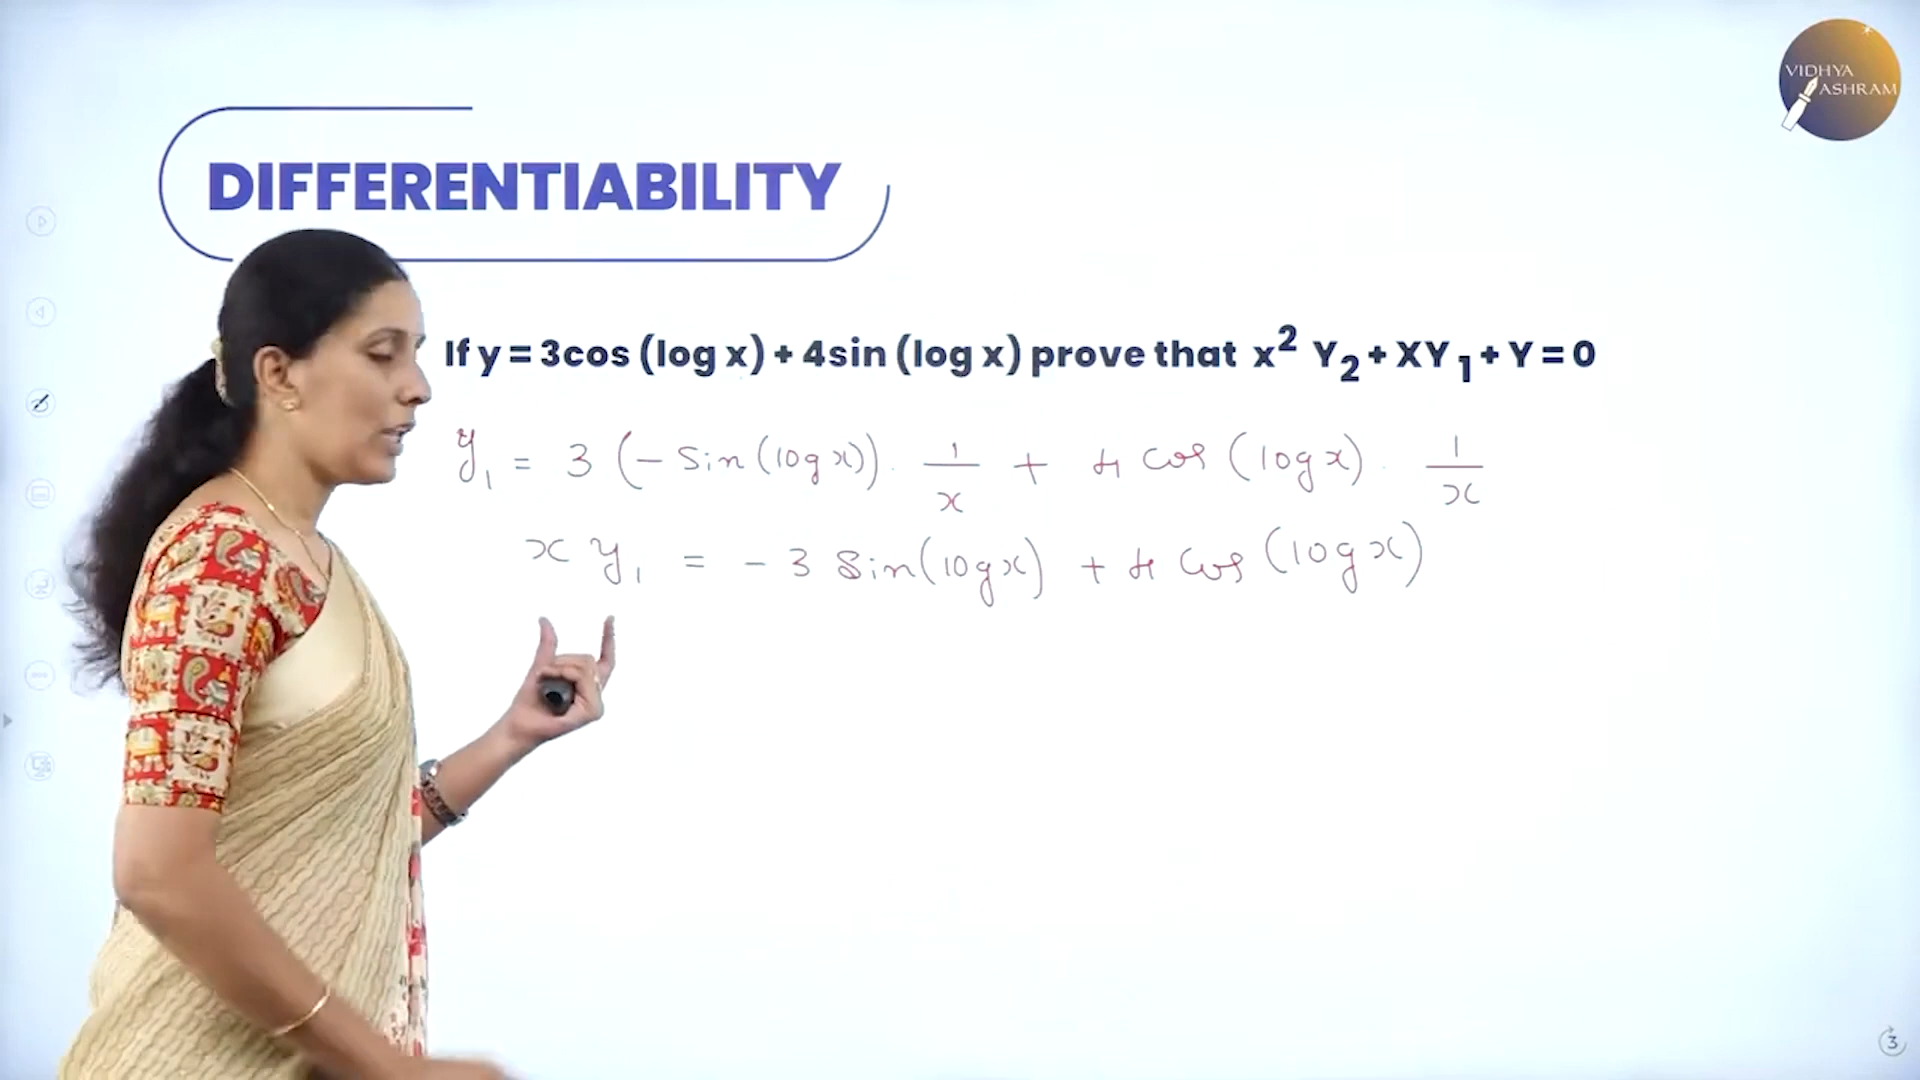 VIDHYA
ASHRAM
DIFFERENTIABILITY
If y = 3cos (log x) + 4sin (log x) prove that x² Y₂ + XY₁ + Y = 0
y₁ = 3 (- Sin (log x)) . 1/x + 4 cos (log x) . 1/x
x y₁ = - 3 Sin (log x) + 4 Cos (log x)
3